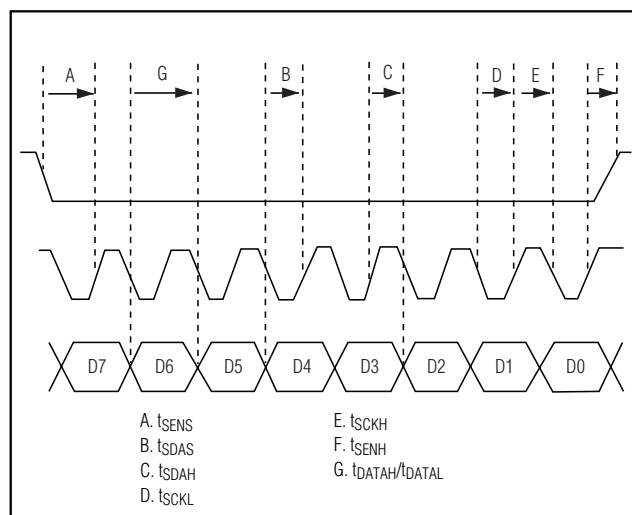 A G B C D E F
D7 D6 D5 D4 D3 D2 D1 D0
A. tSENS
B. tSDAS
C. tSDAH
D. tSCKL
E. tSCKH
F. tSENH
G. tDATAH/tDATAL